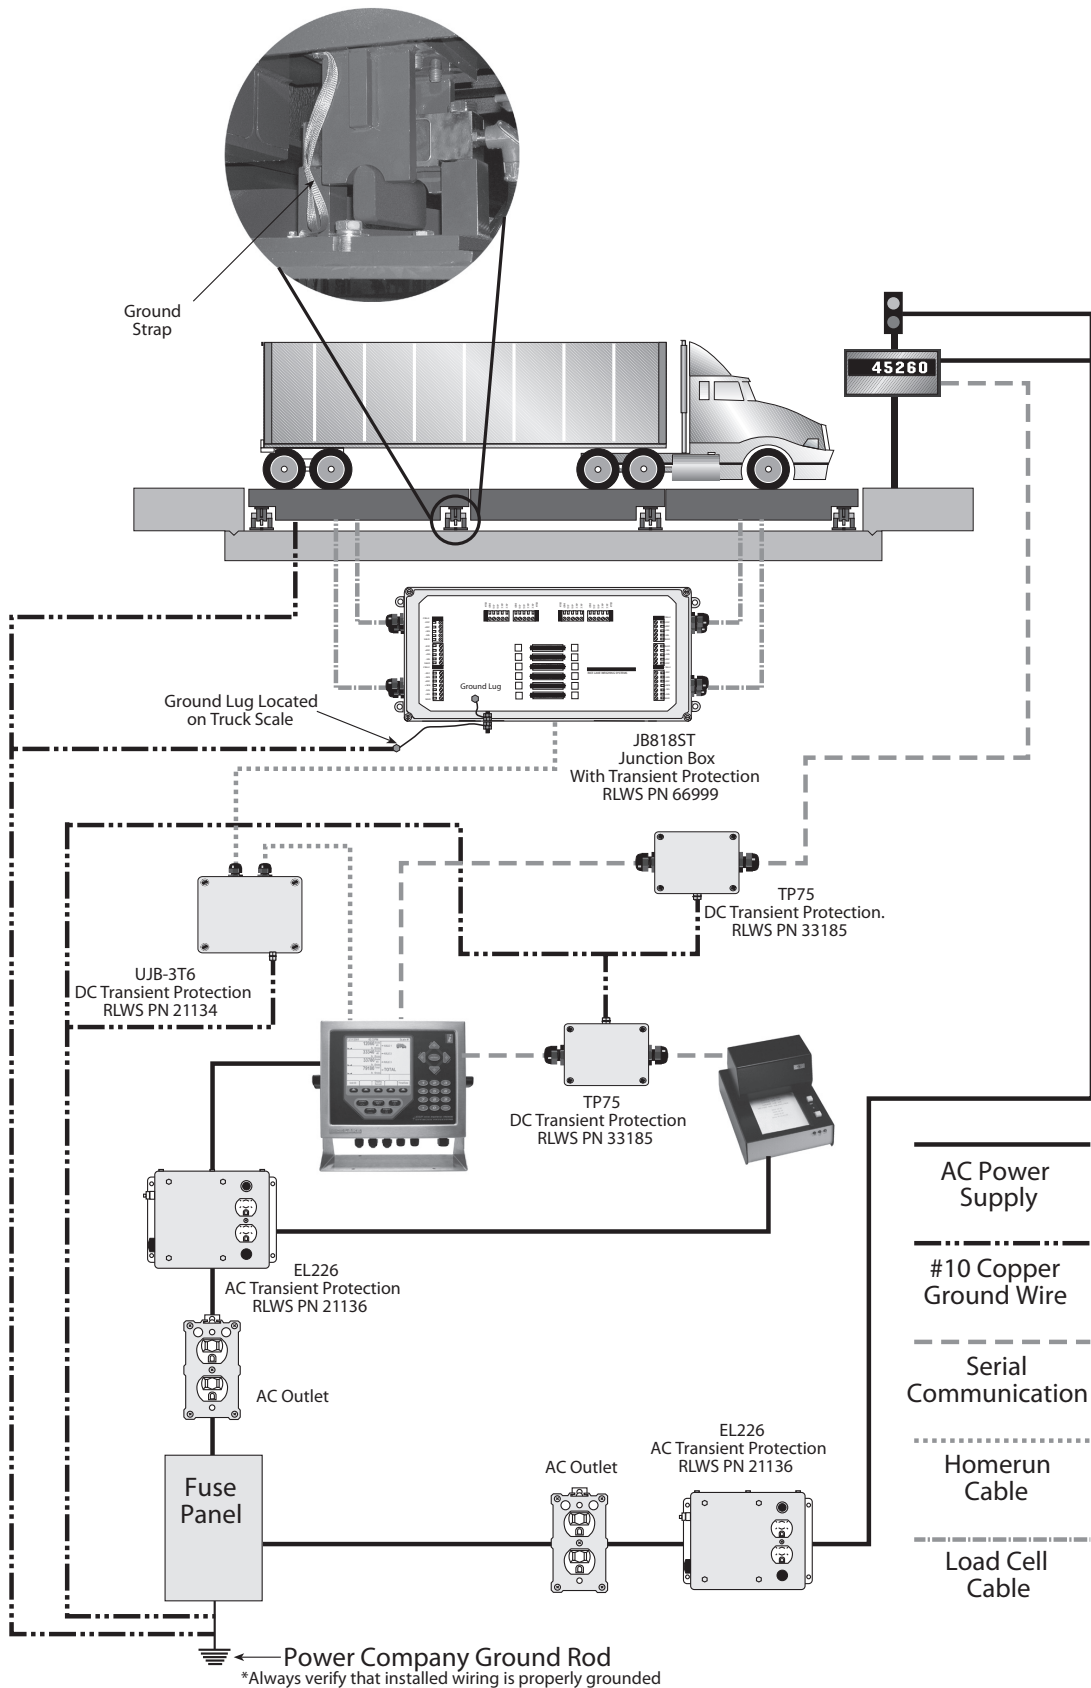 Ground
Strap
45260
Ground Lug
Ground Lug Located
on Truck Scale
JB818ST
Junction Box
With Transient Protection
RLWS PN 66999
TP75
DC Transient Protection.
RLWS PN 33185
UJB-3T6
DC Transient Protection
RLWS PN 21134
TP75
DC Transient Protection
RLWS PN 33185
AC Power
Supply
#10 Copper
Ground Wire
Serial
Communication
Homerun
Cable
Load Cell
Cable
EL226
AC Transient Protection
RLWS PN 21136
AC Outlet
Fuse
Panel
AC Outlet
EL226
AC Transient Protection
RLWS PN 21136
Power Company Ground Rod
*Always verify that installed wiring is properly grounded